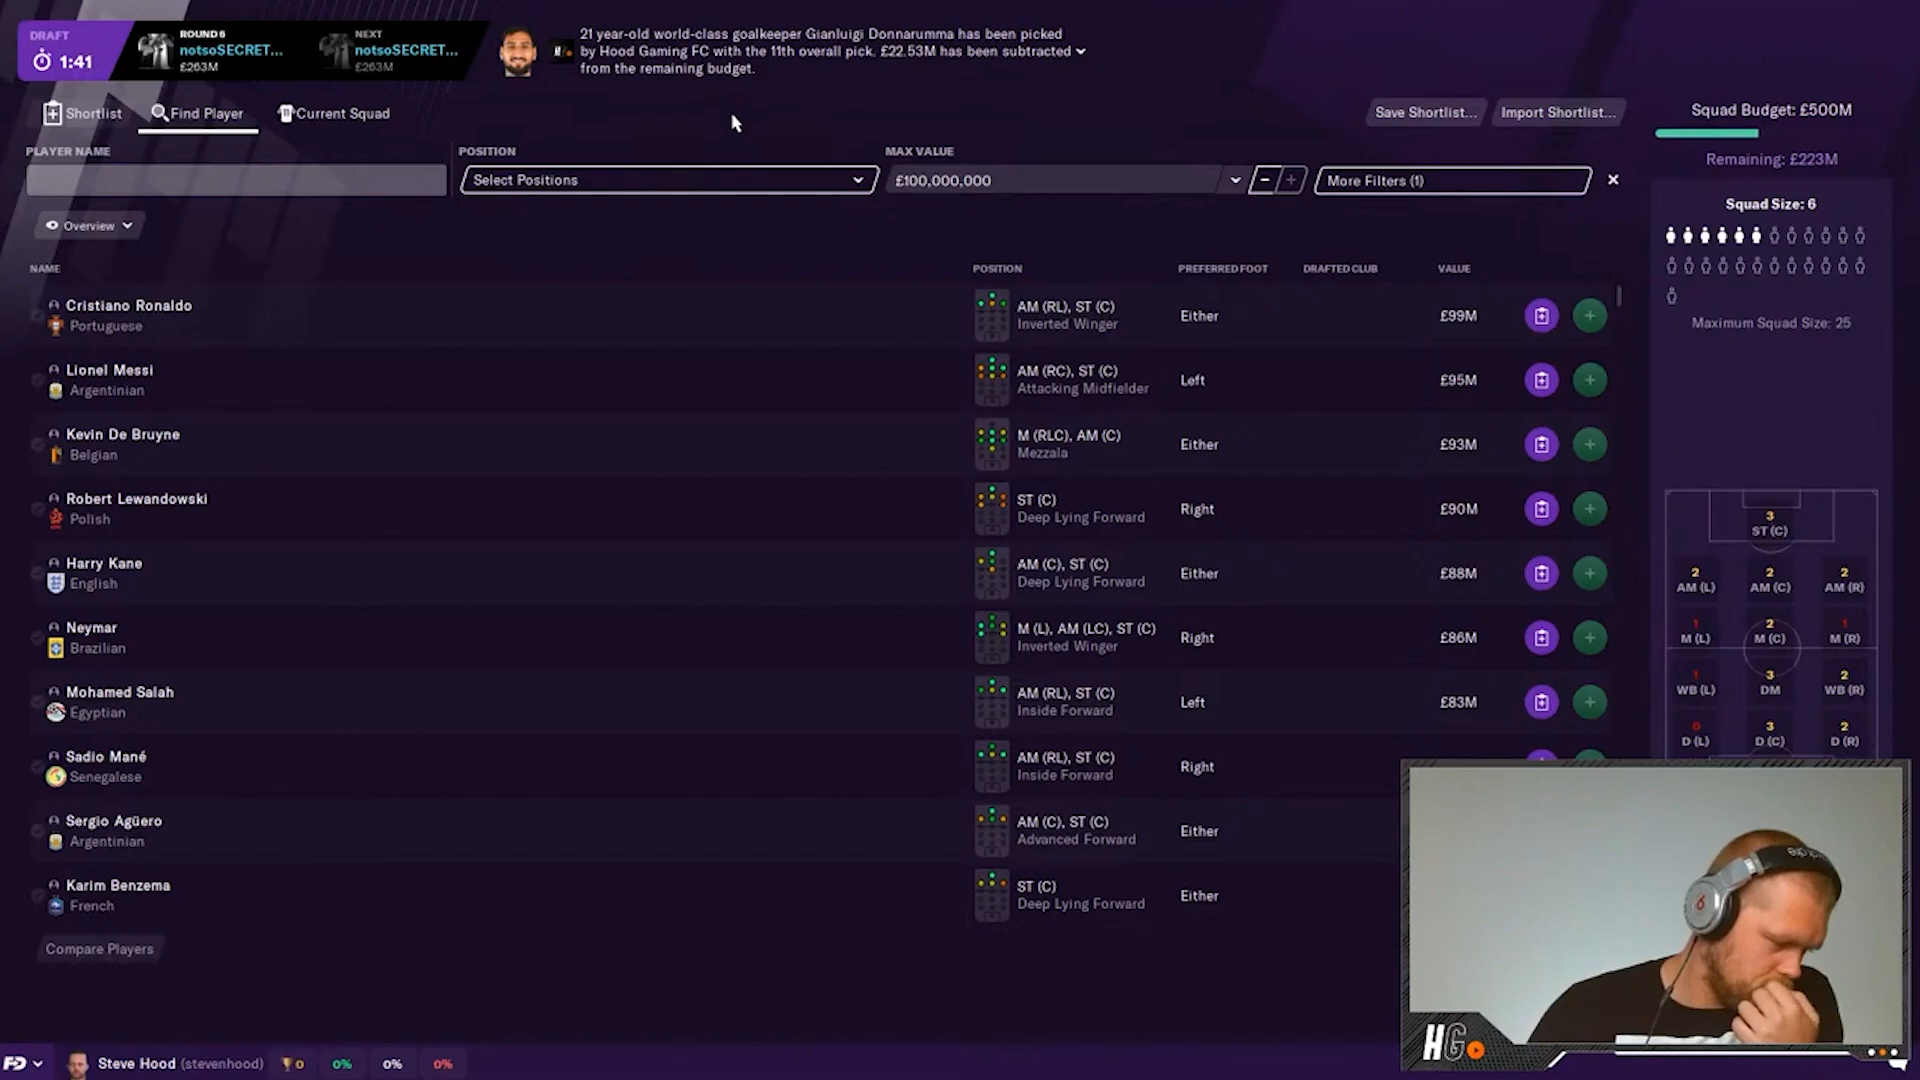 DRAFT
1:41
ROUND 6
notsoSECRET...
£263M
NEXT
notsoSECRET...
£263M
21 year-old world-class goalkeeper Gianluigi Donnarumma has been picked
by Hood Gaming FC with the 11th overall pick. £22.53M has been subtracted
from the remaining budget.
Shortlist
Find Player
Current Squad
Save Shortlist...
Import Shortlist...
Squad Budget: £500M
Remaining: £223M
PLAYER NAME
POSITION
MAX VALUE
Select Positions
£100,000,000
More Filters (1)
Squad Size: 6
Maximum Squad Size: 25
Overview
NAME
POSITION
PREFERRED FOOT
DRAFTED CLUB
VALUE
Cristiano Ronaldo
Portuguese
AM (RL), ST (C)
Inverted Winger
Either
£99M
Lionel Messi
Argentinian
AM (RC), ST (C)
Attacking Midfielder
Left
£95M
Kevin De Bruyne
Belgian
M (RLC), AM (C)
Mezzala
Either
£93M
Robert Lewandowski
Polish
ST (C)
Deep Lying Forward
Right
£90M
Harry Kane
English
AM (C), ST (C)
Deep Lying Forward
Either
£88M
Neymar
Brazilian
M (L), AM (LC), ST (C)
Inverted Winger
Right
£86M
Mohamed Salah
Egyptian
AM (RL), ST (C)
Inside Forward
Left
£83M
Sadio Mané
Senegalese
AM (RL), ST (C)
Inside Forward
Right
Sergio Agüero
Argentinian
AM (C), ST (C)
Advanced Forward
Either
Karim Benzema
French
ST (C)
Deep Lying Forward
Either
3
ST (C)
2 2 2
AM (L) AM (C) AM (R)
1 2 1
M (L) M (C) M (R)
1 3 2
WB (L) DM WB (R)
0 3 2
D (L) D (C) D (R)
Compare Players
HG
FD
Steve Hood (stevenhood)
0
0%
0%
0%